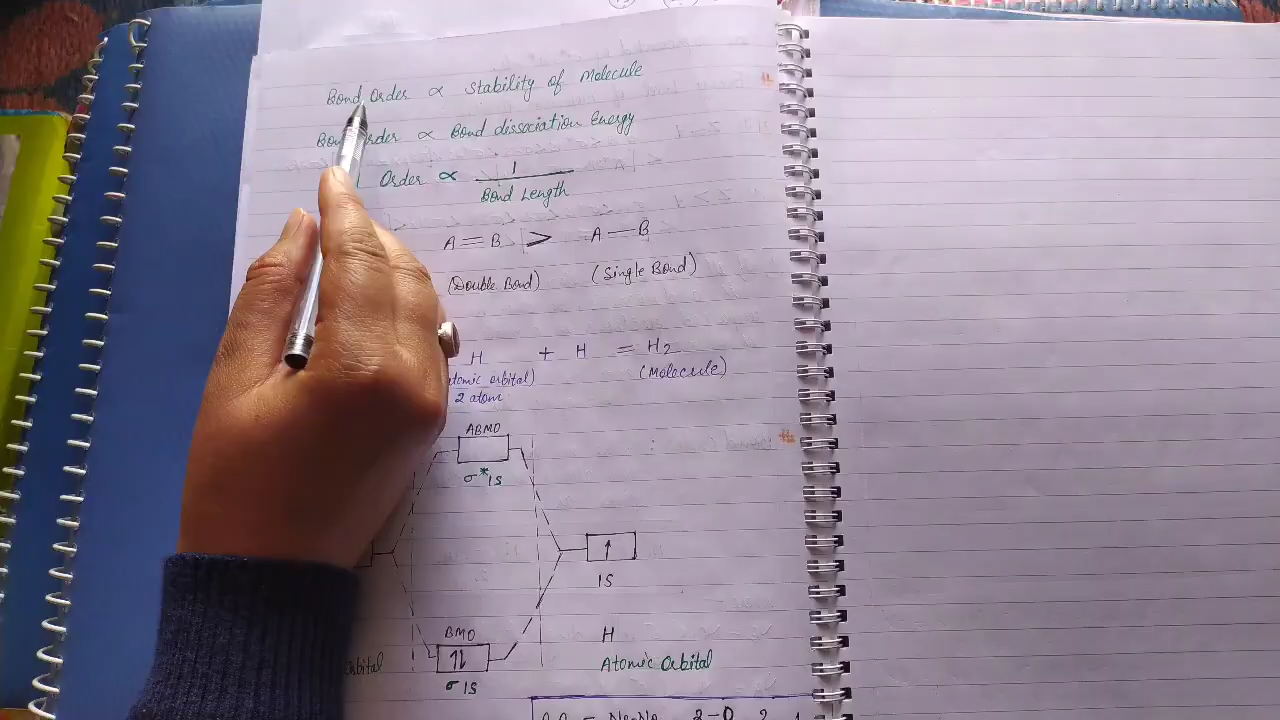 Bond Order ∝ Stability of Molecule
Order ∝ Bond dissociation Energy
Order ∝ 1
Bond Length
A = B > A — B
(Double Bond) (Single Bond)
H + H = H2
orbital) (Molecule)
2 atom
ABMO
σ*1S
↑
1S
BMO H
↑↓ Atomic Orbital
σ1S